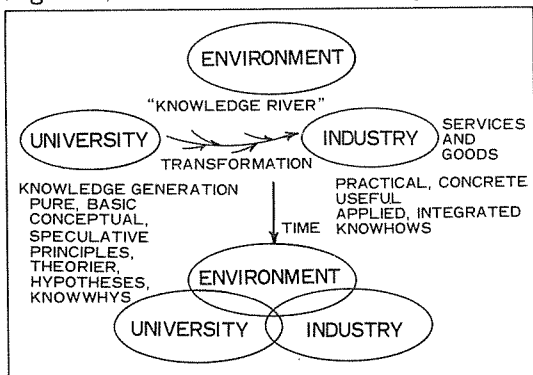 ENVIRONMENT
"KNOWLEDGE RIVER"
UNIVERSITY
INDUSTRY
SERVICES
AND
GOODS
TRANSFORMATION
KNOWLEDGE GENERATION
PURE, BASIC
CONCEPTUAL,
SPECULATIVE
PRINCIPLES,
THEORIER,
HYPOTHESES,
KNOWWHYS
PRACTICAL, CONCRETE
USEFUL
APPLIED, INTEGRATED
KNOWHOWS
TIME
ENVIRONMENT
UNIVERSITY
INDUSTRY